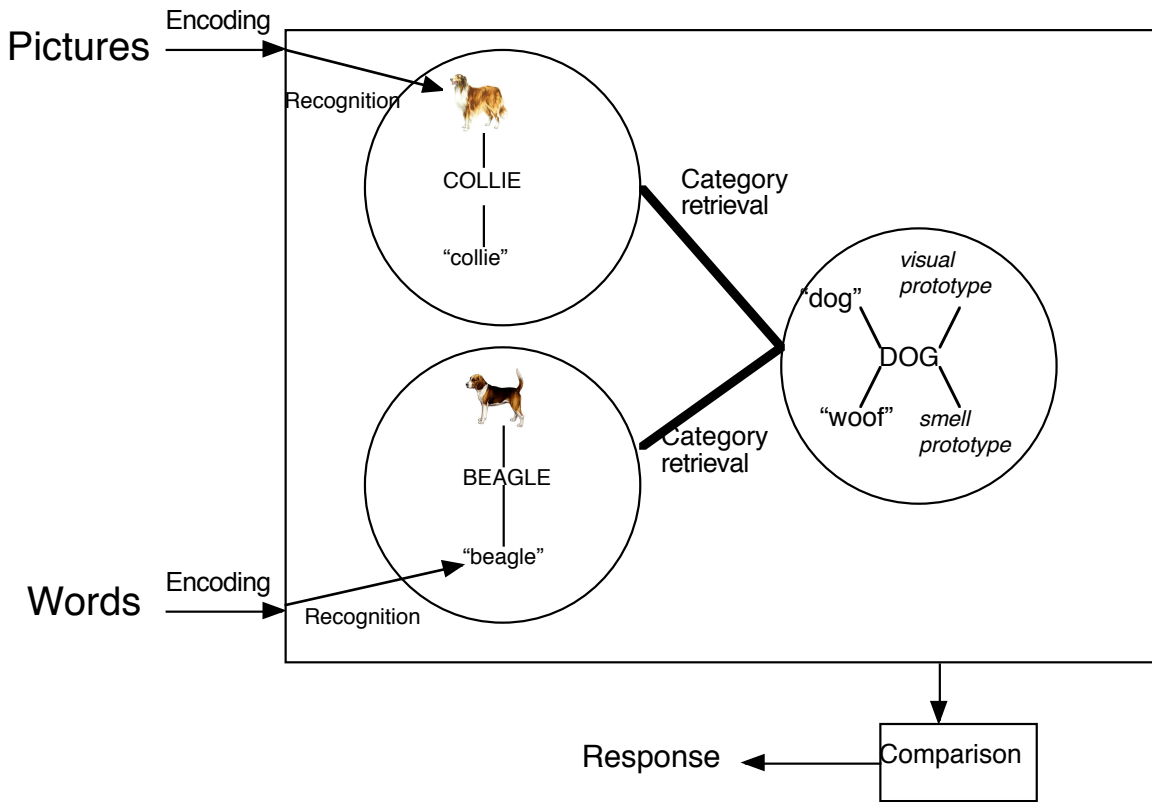 Encoding
Pictures
Recognition
COLLIE
“collie”
Category
retrieval
visual
prototype
“dog”
DOG
“woof”
smell
prototype
Category
retrieval
BEAGLE
“beagle”
Encoding
Words
Recognition
Comparison
Response